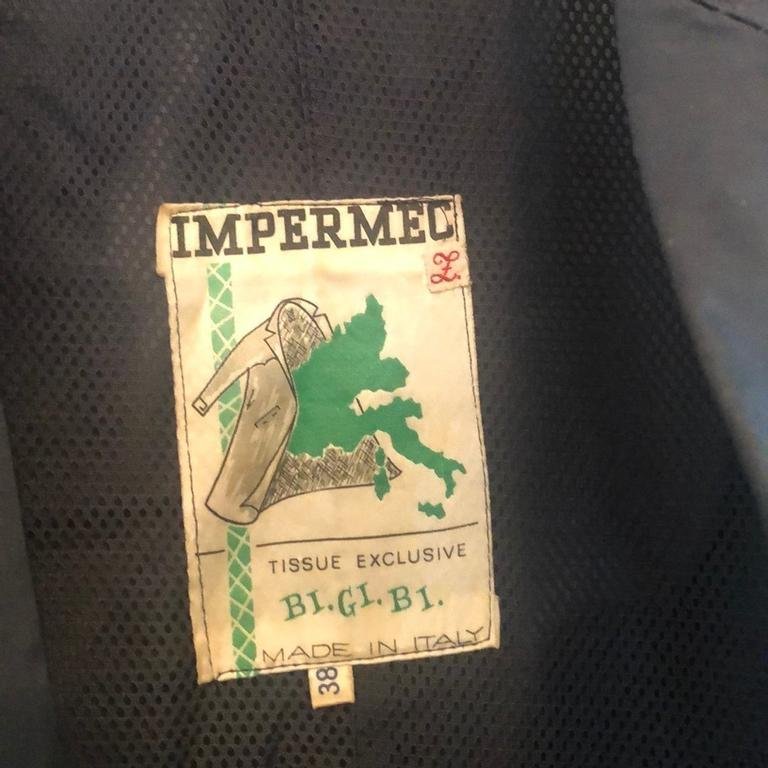 IMPERMEC
Z
TISSUE EXCLUSIVE
BI.GI.BI.
MADE IN ITALY
38